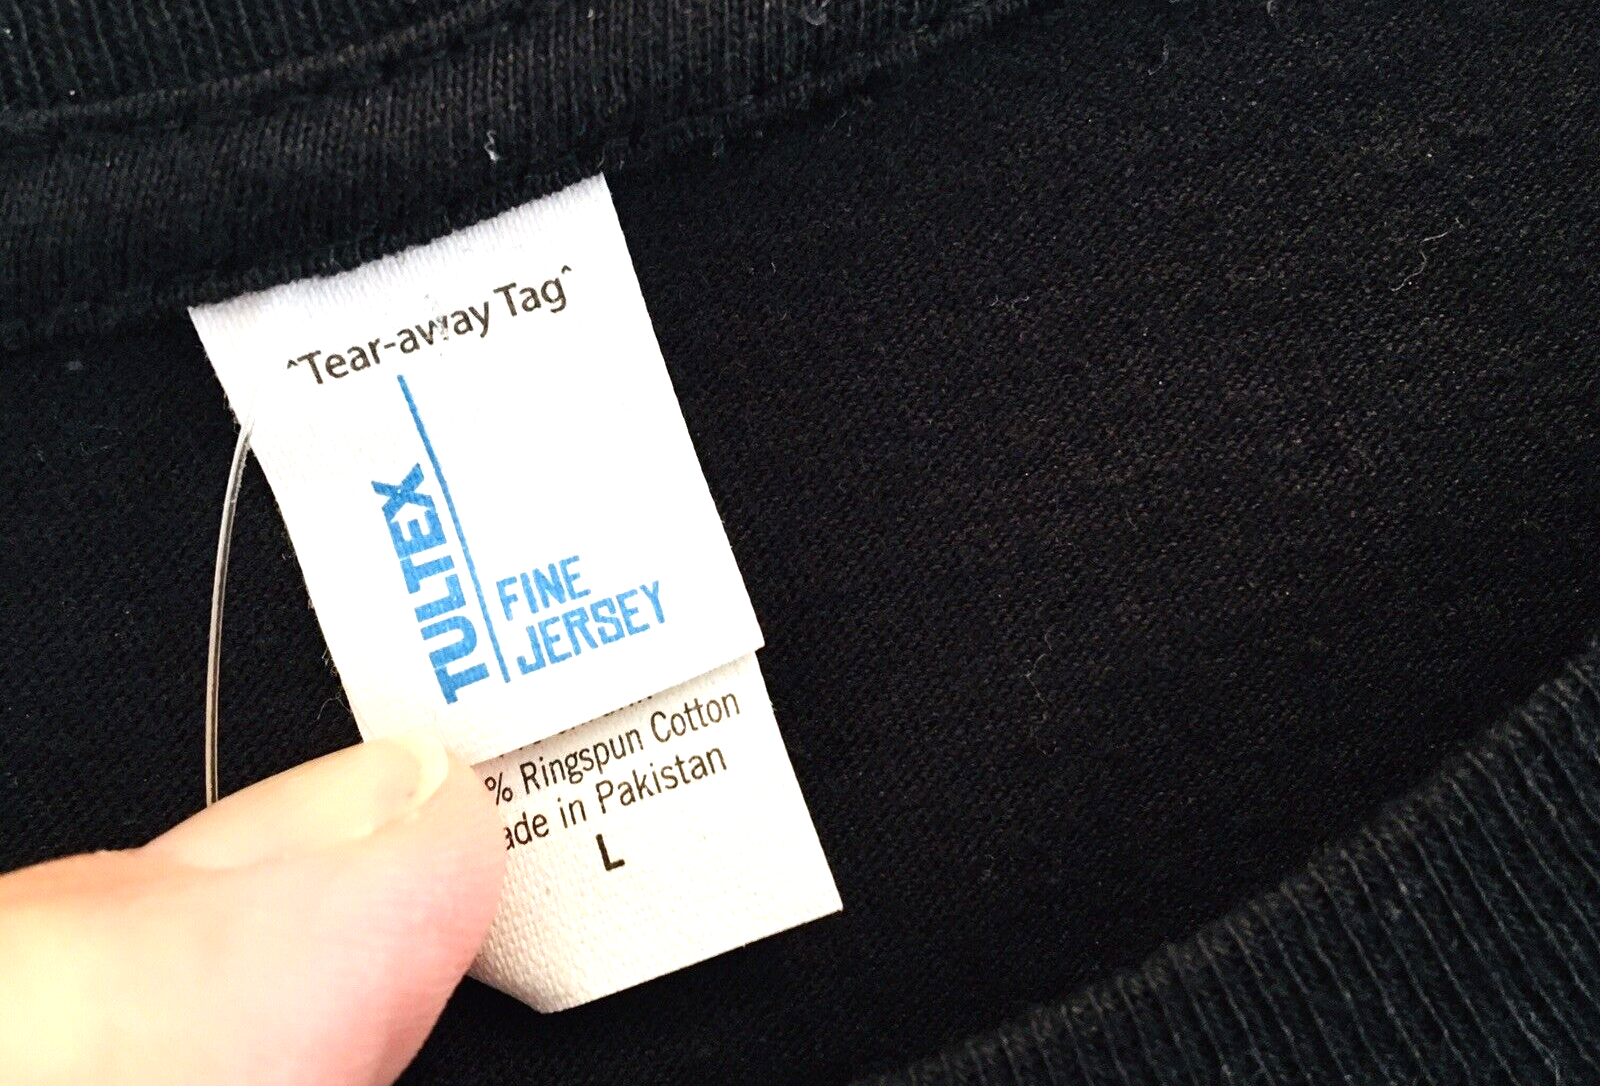 ^Tear-away Tag^
TULTEX
FINE
JERSEY
% Ringspun Cotton
ade in Pakistan
L